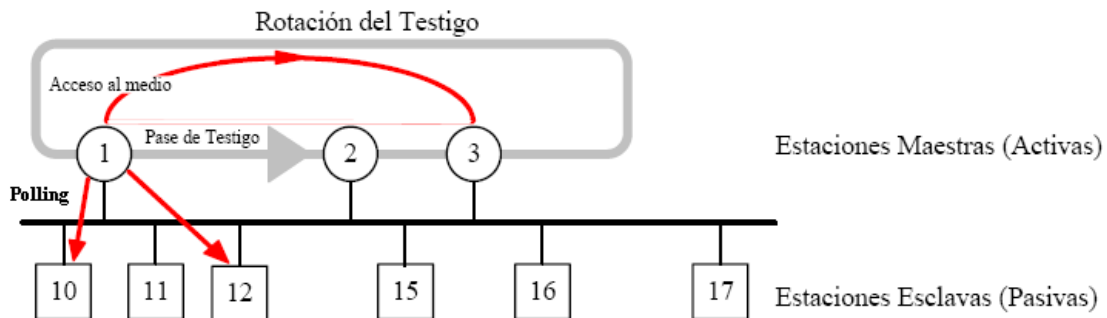 Rotación del Testigo
Acceso al medio
Pase de Testigo
1
2
3
Estaciones Maestras (Activas)
Polling
10
11
12
15
16
17
Estaciones Esclavas (Pasivas)